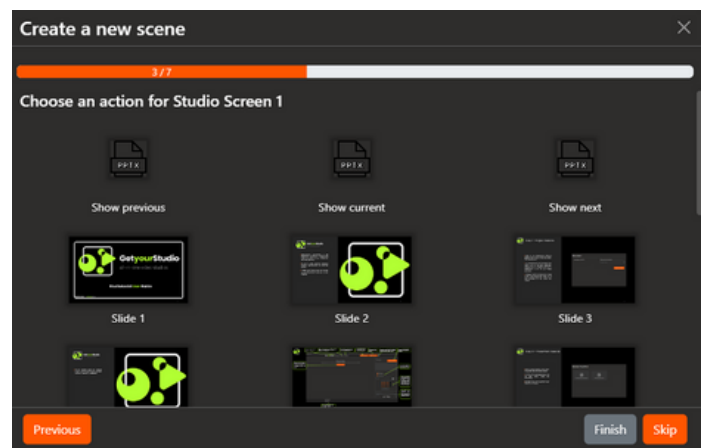 Create a new scene
3 / 7
Choose an action for Studio Screen 1
PPTX PPTX PPTX
Show previous Show current Show next
GetyourStudio
Slide 1 Slide 2 Slide 3
Previous Finish Skip